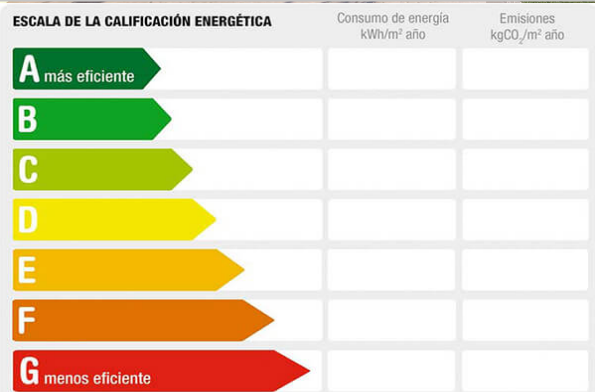 ESCALA DE LA CALIFICACIÓN ENERGÉTICA
Consumo de energía
kWh/m² año
Emisiones
kgCO₂/m² año
A más eficiente
B
C
D
E
F
G menos eficiente